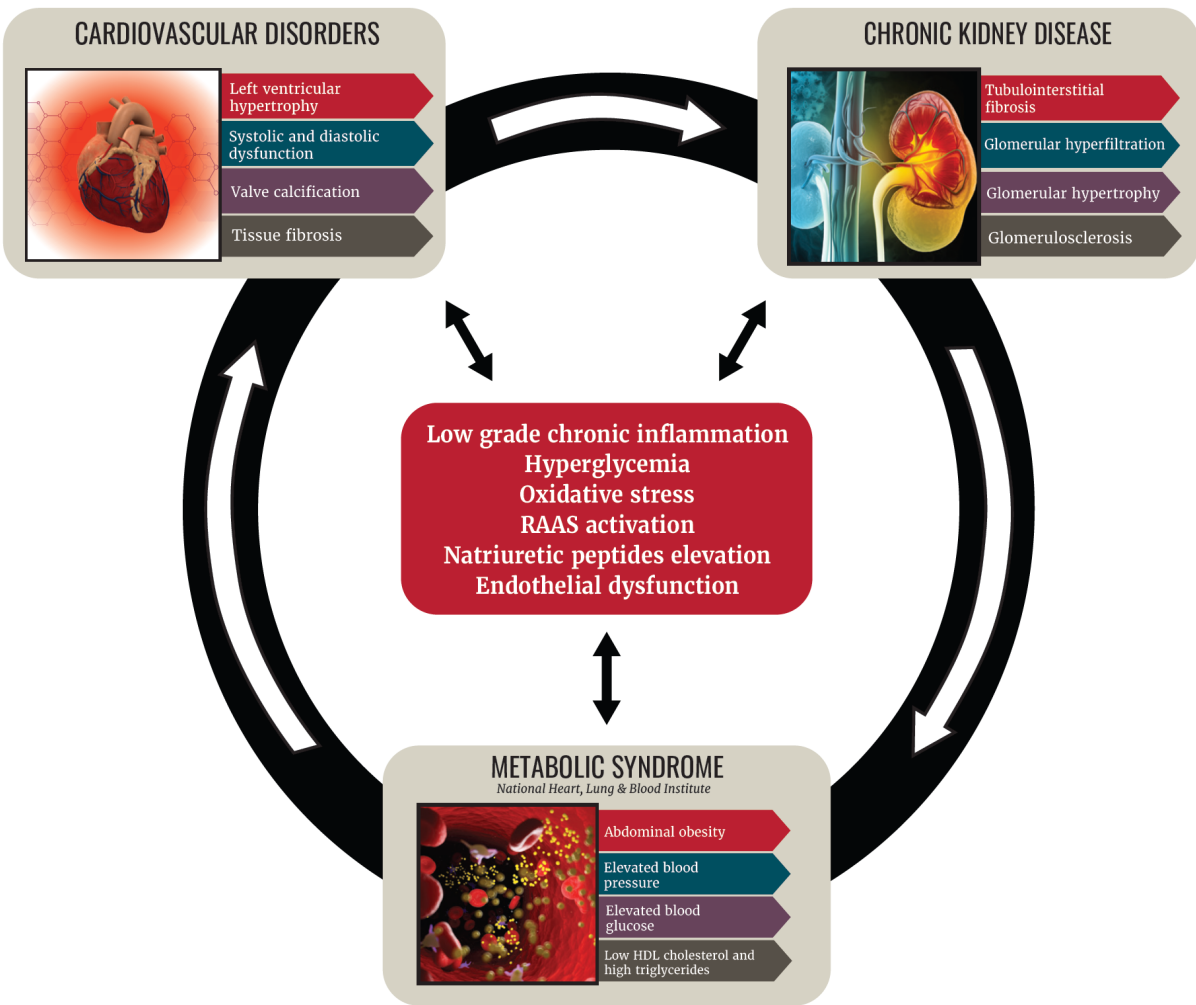 CARDIOVASCULAR DISORDERS
Left ventricular
hypertrophy
Systolic and diastolic
dysfunction
Valve calcification
Tissue fibrosis
CHRONIC KIDNEY DISEASE
Tubulointerstitial
fibrosis
Glomerular hyperfiltration
Glomerular hypertrophy
Glomerulosclerosis
Low grade chronic inflammation
Hyperglycemia
Oxidative stress
RAAS activation
Natriuretic peptides elevation
Endothelial dysfunction
METABOLIC SYNDROME
National Heart, Lung & Blood Institute
Abdominal obesity
Elevated blood
pressure
Elevated blood
glucose
Low HDL cholesterol and
high triglycerides